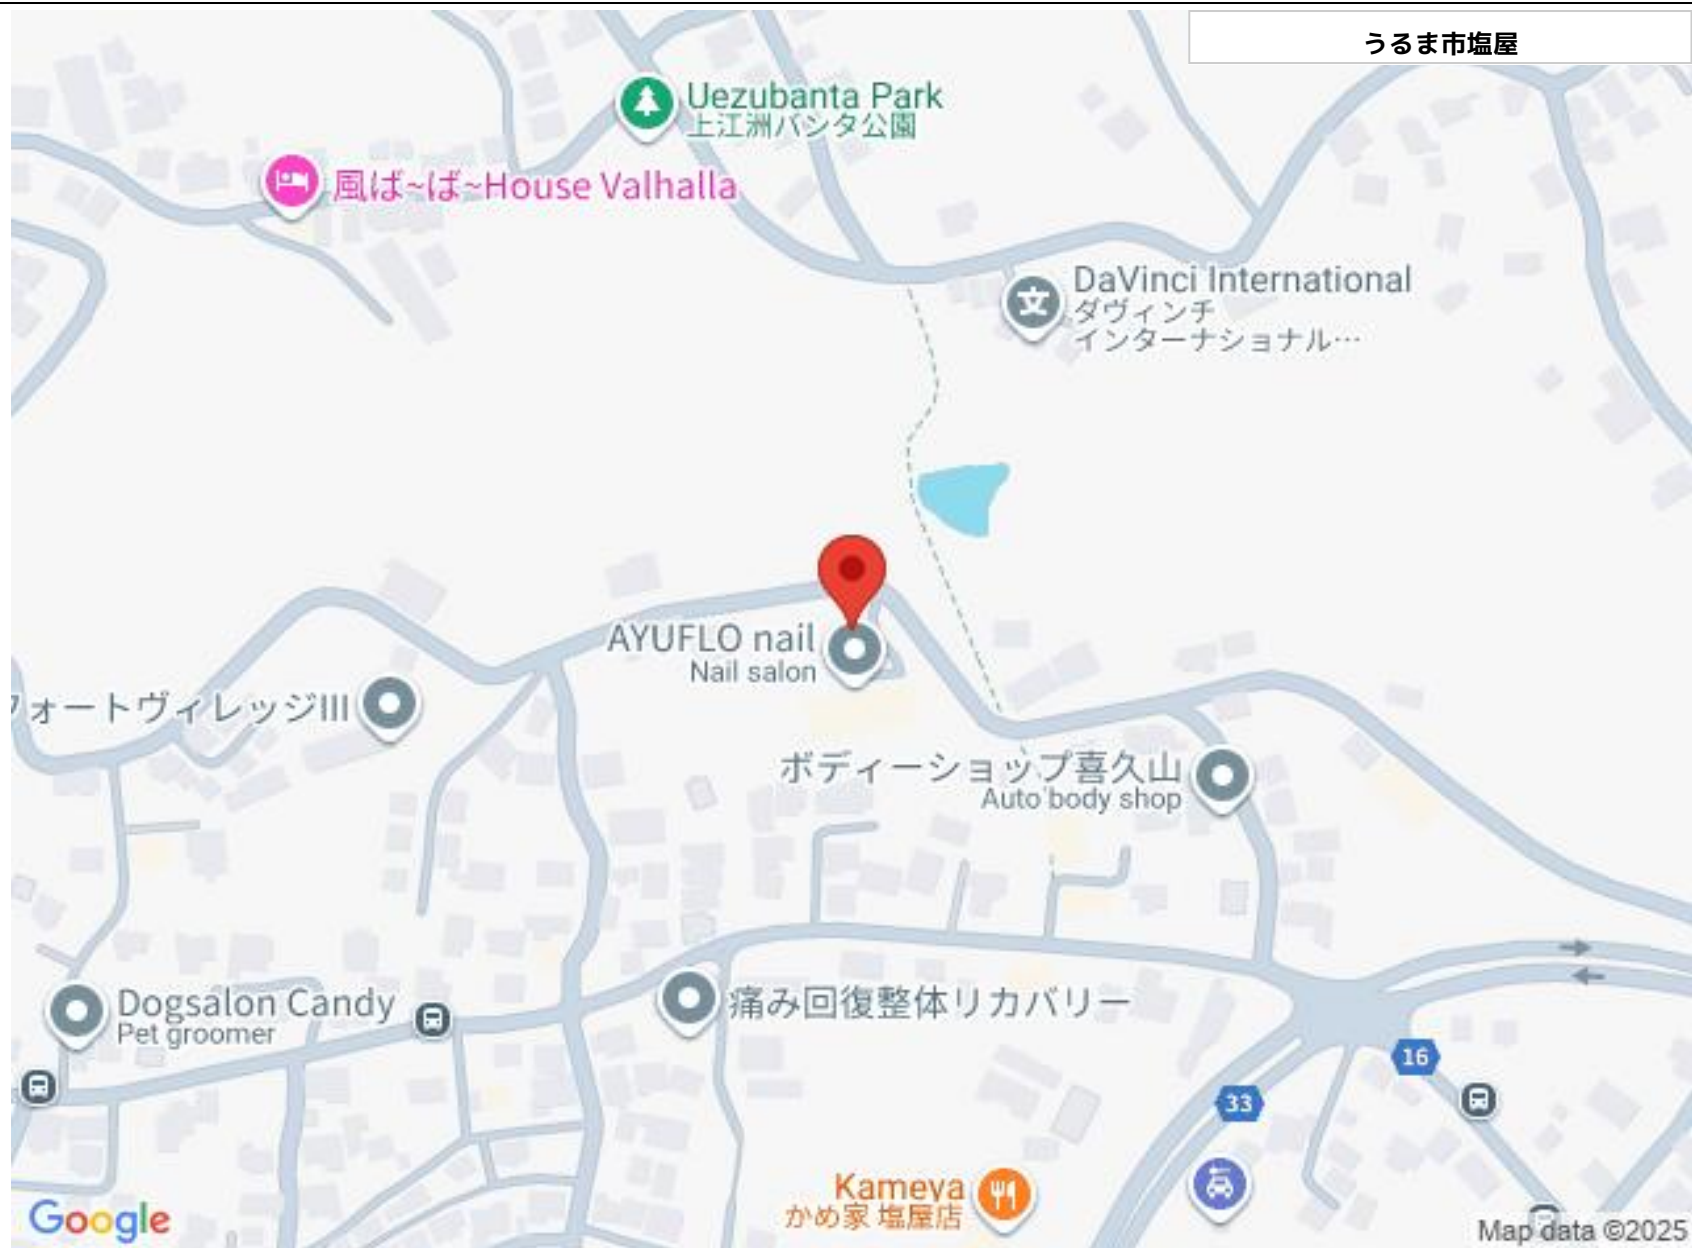 うるま市塩屋
Uezubanta Park
上江洲バンタ公園
風ば~ば~House Valhalla
DaVinci International
ダヴィンチ
インターナショナル…
AYUFLO nail
Nail salon
フォートヴィレッジIII
ボディーショップ喜久山
Auto body shop
Dogsalon Candy
Pet groomer
痛み回復整体リカバリー
16
33
Kameya
かめ家 塩屋店
Google
Map data ©2025